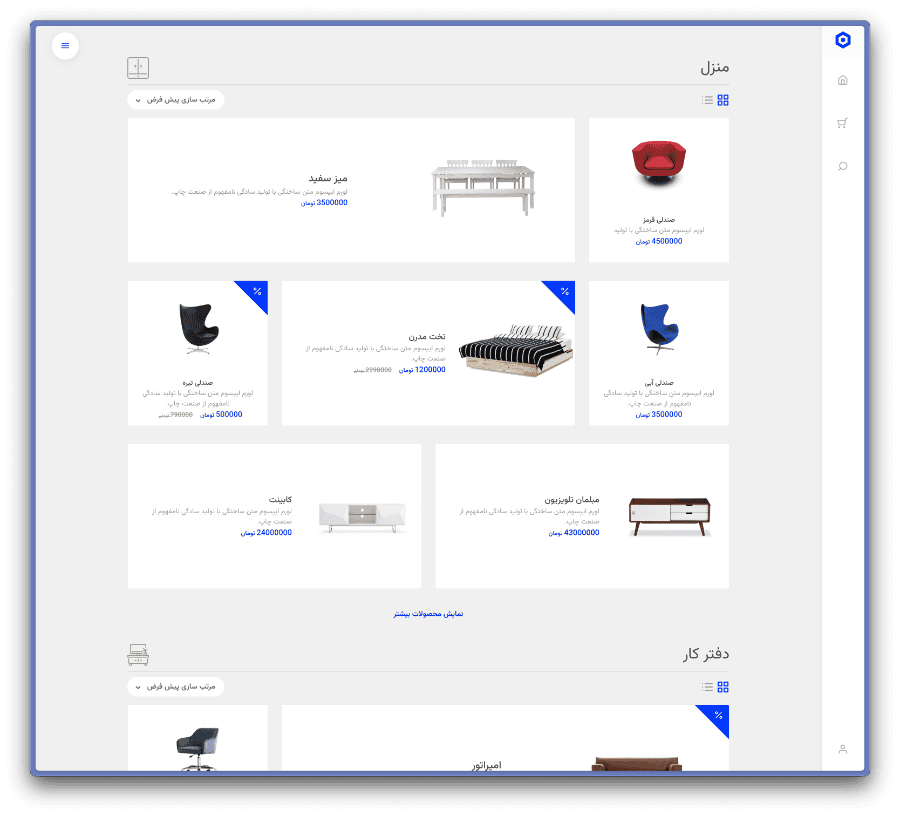 منزل
مرتب سازی پیش فرض
صندلی قرمز
لورم ایپسوم متن ساختگی با تولید
4500000 تومان
میز سفید
لورم ایپسوم متن ساختگی با تولید سادگی نامفهوم از صنعت چاپ..
3500000 تومان
صندلی آبی
لورم ایپسوم متن ساختگی با تولید سادگی
نامفهوم از صنعت چاپ.
3500000 تومان
%
تخت مدرن
لورم ایپسوم متن ساختگی با تولید سادگی نامفهوم از
صنعت چاپ.
1200000 تومان 2990000 تومان
%
صندلی تیره
لورم ایپسوم متن ساختگی با تولید سادگی
نامفهوم از صنعت چاپ.
500000 تومان 790000 تومان
مبلمان تلویزیون
لورم ایپسوم متن ساختگی با تولید سادگی نامفهوم از
صنعت چاپ.
43000000 تومان
کابینت
لورم ایپسوم متن ساختگی با تولید سادگی نامفهوم از
صنعت چاپ.
24000000 تومان
نمایش محصولات بیشتر
دفتر کار
مرتب سازی پیش فرض
%
امپراتور